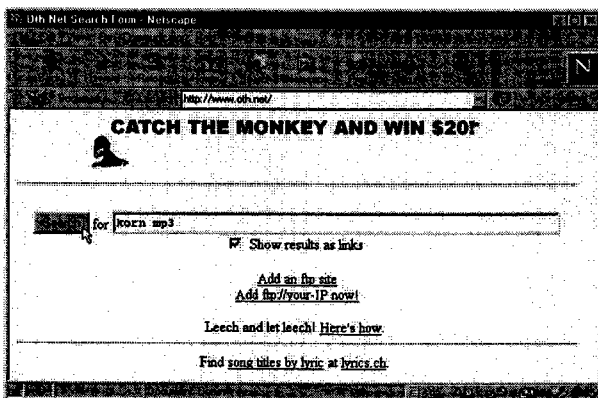 Oth Net Search Form - Netscape
N
http://www.oth.net/
CATCH THE MONKEY AND WIN $20!
for korn mp3
Show results as links
Add an ftp site
Add ftp://your-IP now!
Leech and let leech! Here's how.
Find song titles by lyric at lyrics.ch.